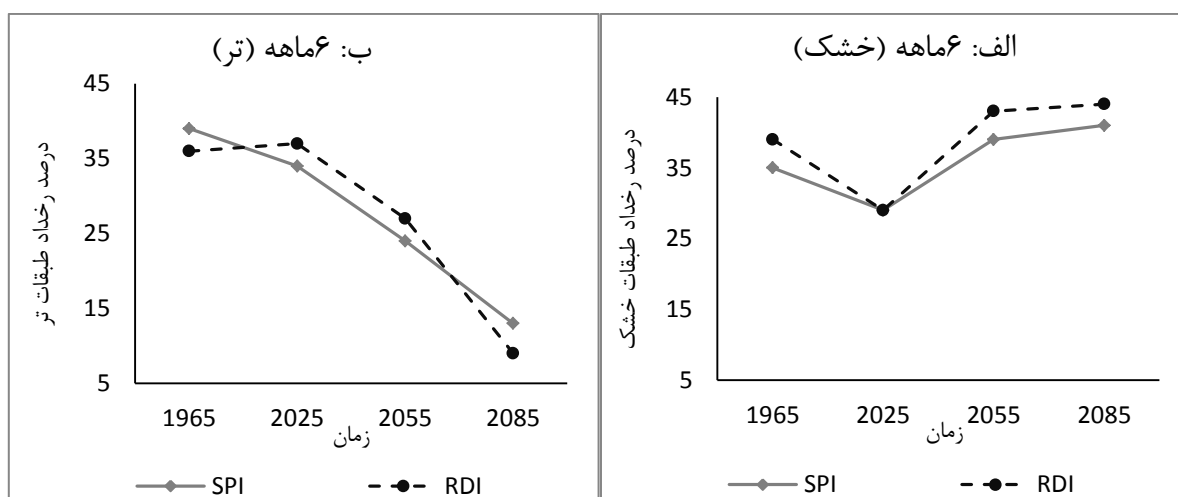 الف: ۶ماهه (خشک)
درصد رخداد طبقات خشک
45
35
25
15
5
1965 2025 2055 2085
زمان
SPI RDI
ب: ۶ماهه (تر)
درصد رخداد طبقات تر
45
35
25
15
5
1965 2025 2055 2085
زمان
SPI RDI